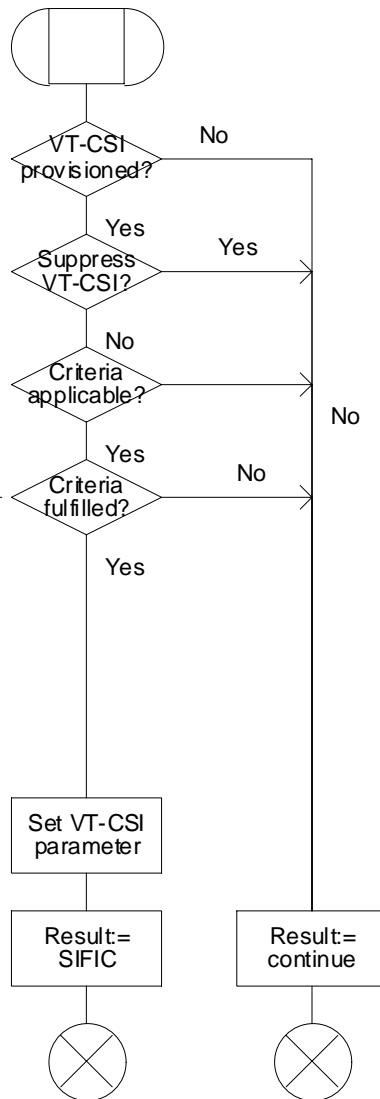 No
VT-CSI
provisioned?
Yes
Suppress
VT-CSI?
Yes
No
Criteria
applicable?
No
Yes
Criteria
fulfilled?
No
Yes
Set VT-CSI
parameter
Result:=
SIFIC
Result:=
continue